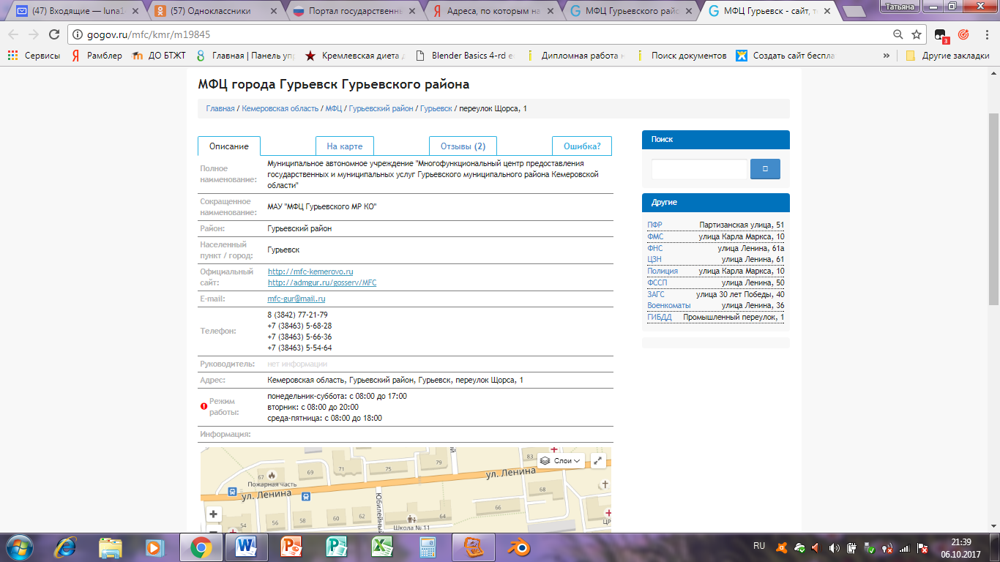 (47) Входящие — luna1
(57) Одноклассники
Портал государственны
Адреса, по которым на
МФЦ Гурьевского райо
МФЦ Гурьевск - сайт, те
Татьяна
gogov.ru/mfc/kmr/m19845
3
Сервисы
Рамблер
ДО БТЖТ
Главная | Панель упр
Кремлевская диета д
Blender Basics 4-rd e
Дипломная работа н
Поиск документов
Создать сайт беспла
»
Другие закладки
МФЦ города Гурьевск Гурьевского района
Главная / Кемеровская область / МФЦ / Гурьевский район / Гурьевск / переулок Щорса, 1
Описание
На карте
Отзывы (2)
Ошибка?
Полное наименование:
Муниципальное автономное учреждение "Многофункциональный центр предоставления
государственных и муниципальных услуг Гурьевского муниципального района Кемеровской
области"
Сокращенное наименование:
МАУ "МФЦ Гурьевского МР КО"
Район:
Гурьевский район
Населенный пункт / город:
Гурьевск
Официальный сайт:
http://mfc-kemerovo.ru
http://admgur.ru/gosserv/MFC
E-mail:
mfc-gur@mail.ru
Телефон:
8 (3842) 77-21-79
+7 (38463) 5-68-28
+7 (38463) 5-66-36
+7 (38463) 5-54-64
Руководитель:
нет информации
Адрес:
Кемеровская область, Гурьевский район, Гурьевск, переулок Щорса, 1
Режим работы:
понедельник-суббота: с 08:00 до 17:00
вторник: с 08:00 до 20:00
среда-пятница: с 08:00 до 18:00
Информация:
Поиск
Другие
ПФР Партизанская улица, 51
ФМС улица Карла Маркса, 10
ФНС улица Ленина, 61а
ЦЗН улица Ленина, 61
Полиция улица Карла Маркса, 10
ФССП улица Ленина, 50
ЗАГС улица 30 лет Победы, 40
Военкоматы улица Ленина, 36
ГИБДД Промышленный переулок, 1
67
69
71
75
79
83
Слои
Пожарная часть
ул. Ленина
ул. Ленина
68
66
54
56
58
60
62
64
Юбилейный
Школа № 11
ЦР
RU
21:39
06.10.2017